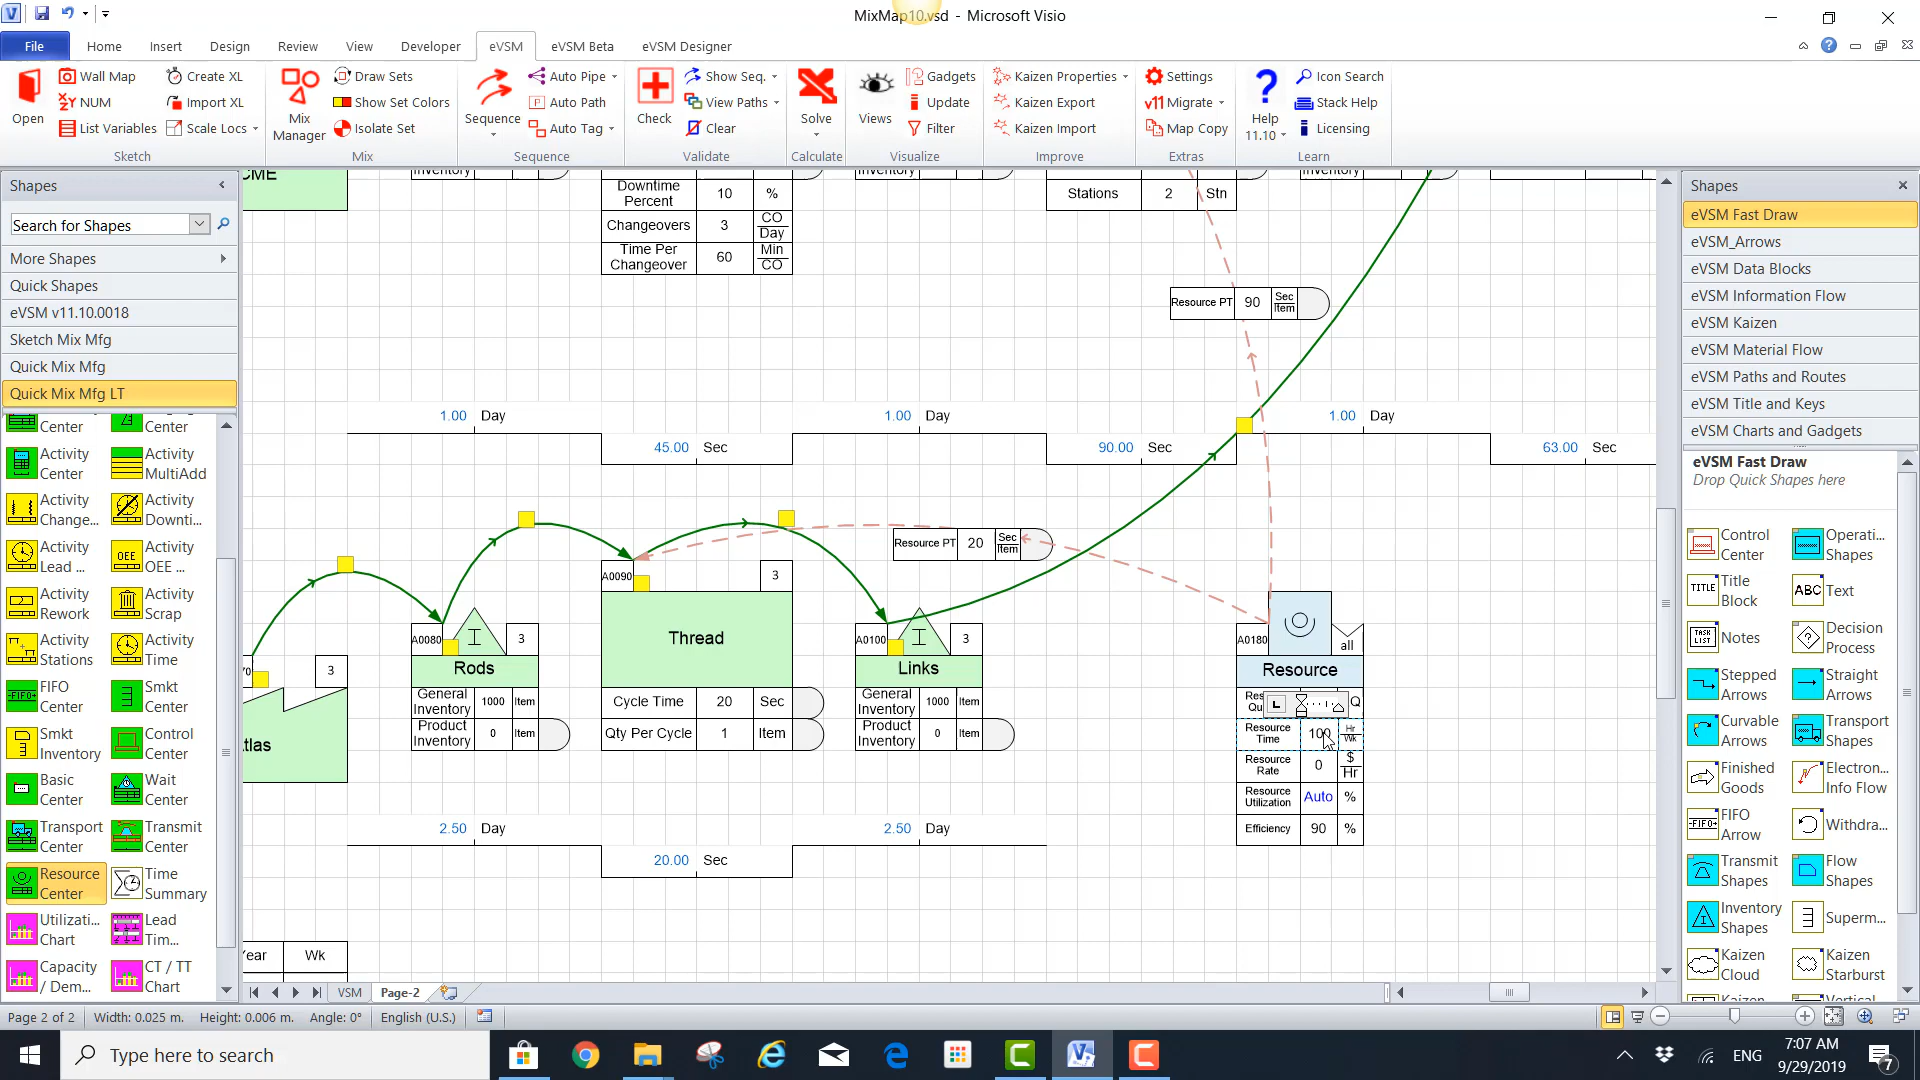 MixMap10.vsd - Microsoft Visio
File Home Insert Design Review View Developer eVSM eVSM Beta eVSM Designer
Open
Wall Map
NUM
List Variables
Create XL
Import XL
Scale Locs
Sketch
Mix
Manager
Draw Sets
Show Set Colors
Isolate Set
Mix
Sequence
Auto Pipe
Auto Path
Auto Tag
Sequence
Check
Show Seq.
View Paths
Clear
Validate
Solve
Calculate
Views
Gadgets
Update
Filter
Visualize
Kaizen Properties
Kaizen Export
Kaizen Import
Improve
Settings
v11 Migrate
Map Copy
Extras
Help
11.10
Icon Search
Stack Help
Licensing
Learn
Shapes
Search for Shapes
More Shapes
Quick Shapes
eVSM v11.10.0018
Sketch Mix Mfg
Quick Mix Mfg
Quick Mix Mfg LT
Center
Center
Activity
Center
Activity
MultiAdd
Activity
Change...
Activity
Downti...
Activity
Lead ...
Activity
OEE ...
Activity
Rework
Activity
Scrap
Activity
Stations
Activity
Time
FIFO
Center
Smkt
Center
Smkt
Inventory
Control
Center
Basic
Center
Wait
Center
Transport
Center
Transmit
Center
Resource
Center
Time
Summary
Utilizati...
Chart
Lead
Tim...
Capacity
/ Dem...
CT / TT
Chart
CME
Inventory
Downtime
Percent 10 %
Changeovers 3 CO
Day
Time Per
Changeover 60 Min
CO
Inventory
Stations 2 Stn
Inventory
Resource PT 90 Sec
Item
1.00 Day
45.00 Sec
1.00 Day
90.00 Sec
1.00 Day
63.00 Sec
Resource PT 20 Sec
Item
3
tlas
A0080 I 3
Rods
General
Inventory 1000 Item
Product
Inventory 0 Item
A0090 3
Thread
Cycle Time 20 Sec
Qty Per Cycle 1 Item
A0100 I 3
Links
General
Inventory 1000 Item
Product
Inventory 0 Item
A0180 all
Resource
L
Q
Resource
Time 100 Hr
Wk
Resource
Rate 0 $
Hr
Resource
Utilization Auto %
Efficiency 90 %
2.50 Day
20.00 Sec
2.50 Day
Year Wk
VSM Page-2
Shapes
eVSM Fast Draw
eVSM_Arrows
eVSM Data Blocks
eVSM Information Flow
eVSM Kaizen
eVSM Material Flow
eVSM Paths and Routes
eVSM Title and Keys
eVSM Charts and Gadgets
eVSM Fast Draw
Drop Quick Shapes here
Control
Center
Operati...
Shapes
TITLE
Title
Block
ABC
Text
TASK
LIST
Notes
Decision
Process
Stepped
Arrows
Straight
Arrows
Curvable
Arrows
Transport
Shapes
Finished
Goods
Electron...
Info Flow
FIFO
FIFO
Arrow
Withdra...
Transmit
Shapes
Flow
Shapes
Inventory
Shapes
Superm...
Kaizen
Cloud
Kaizen
Starburst
Kaizen
Vertical
Page 2 of 2 Width: 0.025 m. Height: 0.006 m. Angle: 0° English (U.S.)
Type here to search
ENG
7:07 AM
9/29/2019
7